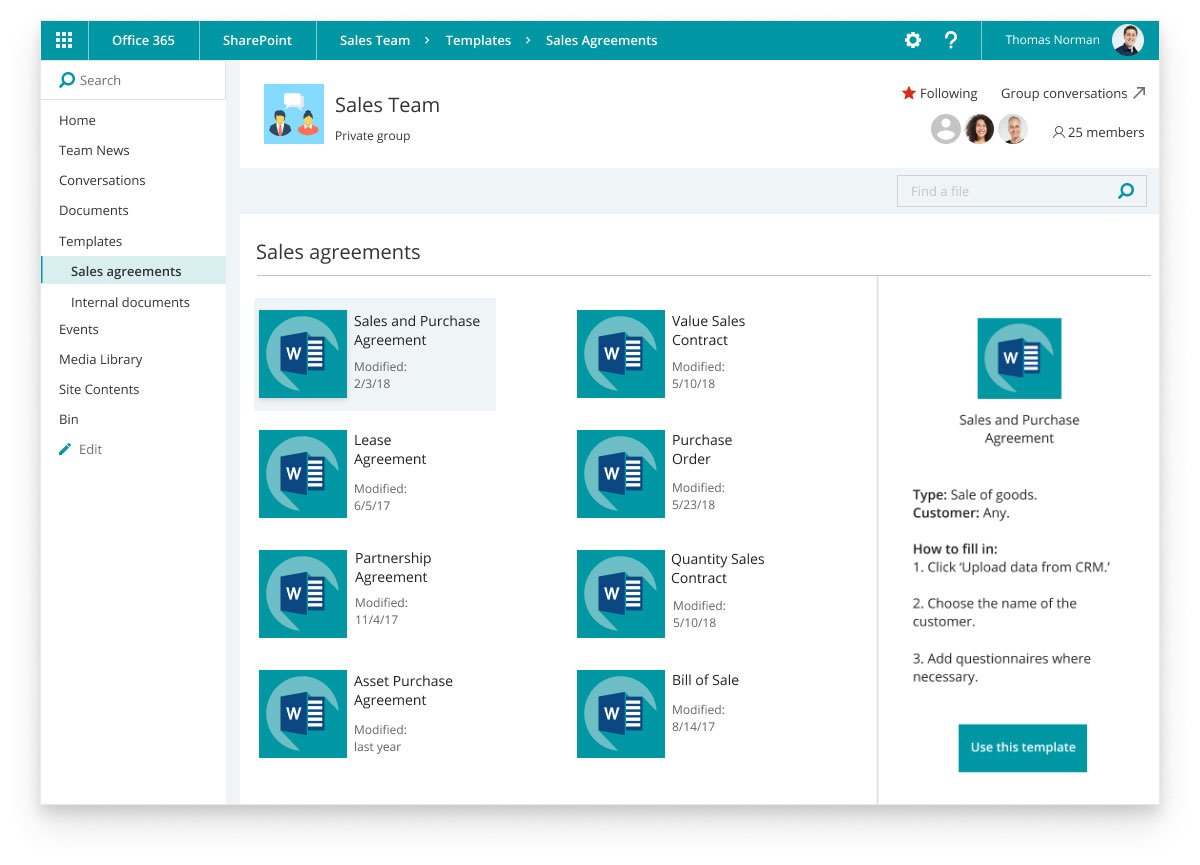 Office 365
SharePoint
Sales Team > Templates > Sales Agreements
?
Thomas Norman
Search
Home
Team News
Conversations
Documents
Templates
Sales agreements
Internal documents
Events
Media Library
Site Contents
Bin
Edit
Sales Team
Private group
Following
Group conversations
25 members
Find a file
Sales agreements
W
Sales and Purchase
Agreement
Modified:
2/3/18
W
Value Sales
Contract
Modified:
5/10/18
W
Lease
Agreement
Modified:
6/5/17
W
Purchase
Order
Modified:
5/23/18
W
Partnership
Agreement
Modified:
11/4/17
W
Quantity Sales
Contract
Modified:
5/10/18
W
Asset Purchase
Agreement
Modified:
last year
W
Bill of Sale
Modified:
8/14/17
W
Sales and Purchase
Agreement
Type: Sale of goods.
Customer: Any.
How to fill in:
1. Click ‘Upload data from CRM.’
2. Choose the name of the
customer.
3. Add questionnaires where
necessary.
Use this template